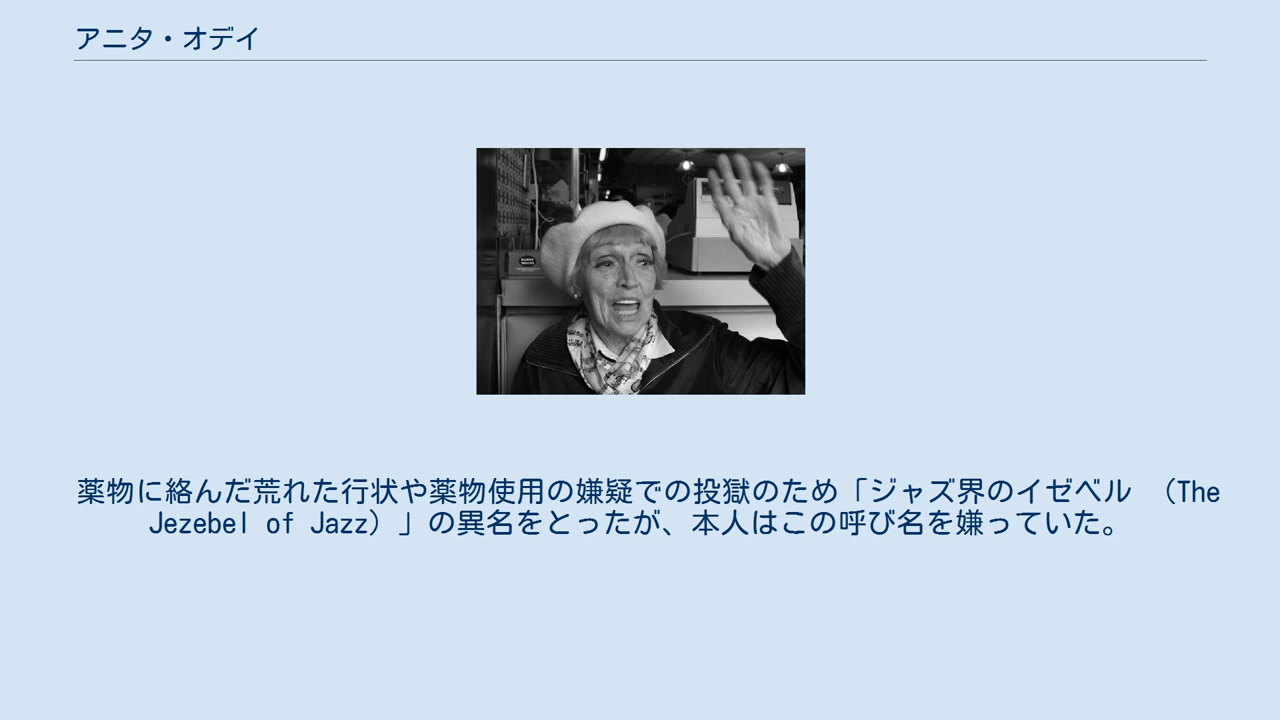 アニタ・オデイ
薬物に絡んだ荒れた行状や薬物使用の嫌疑での投獄のため「ジャズ界のイゼベル （The
Jezebel of Jazz）」の異名をとったが、本人はこの呼び名を嫌っていた。